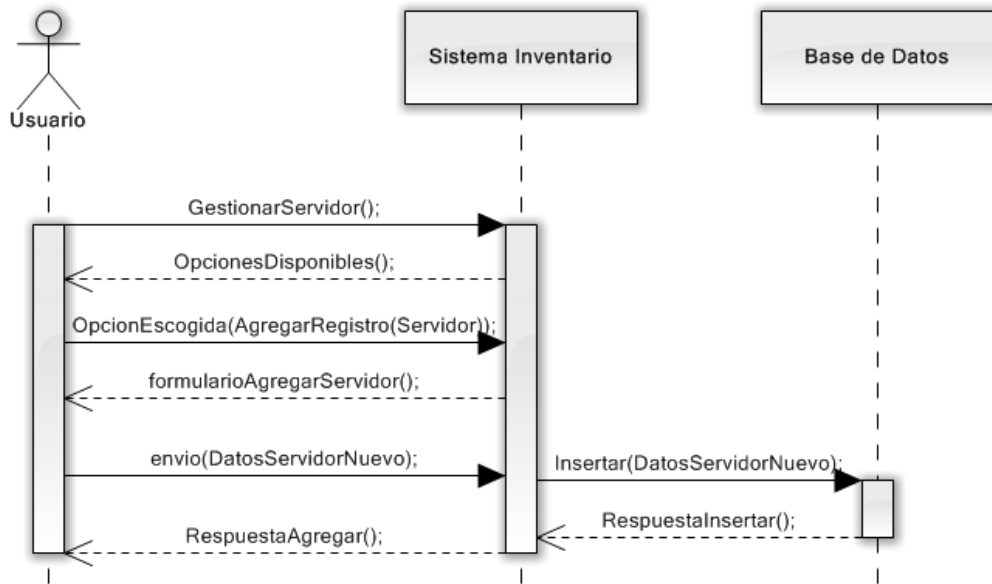 Usuario
Sistema Inventario
Base de Datos
GestionarServidor();
OpcionesDisponibles();
OpcionEscogida(AgregarRegistro(Servidor));
formularioAgregarServidor();
envio(DatosServidorNuevo);
Insertar(DatosServidorNuevo);
RespuestaInsertar();
RespuestaAgregar();